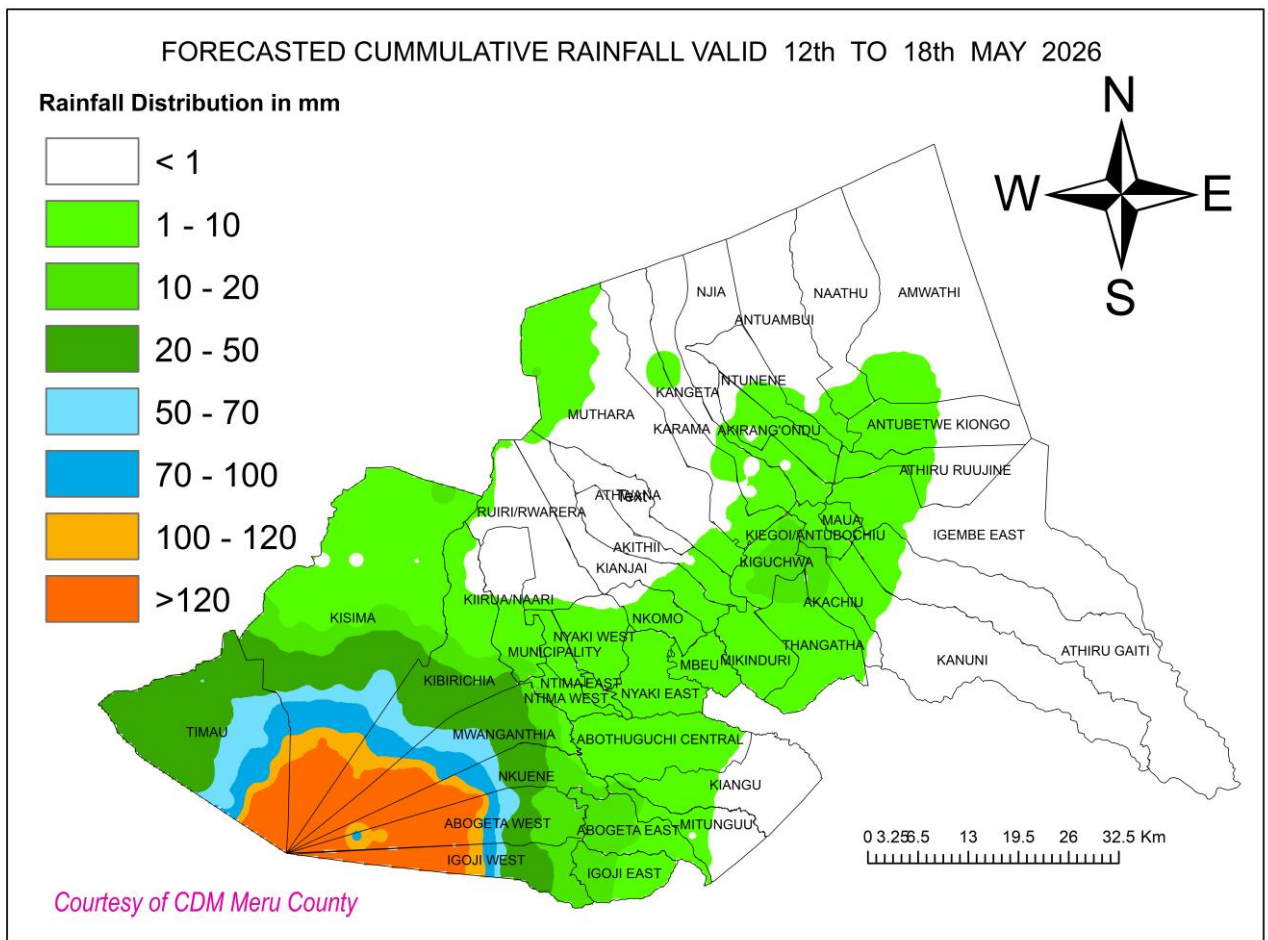 FORECASTED CUMMULATIVE RAINFALL VALID 12th TO 18th MAY 2026
Rainfall Distribution in mm
< 1
1 - 10
10 - 20
20 - 50
50 - 70
70 - 100
100 - 120
>120
N
W E
S
NJIA
NAATHU
AMWATHI
ANTUAMBUI
NTUNENE
KANGETA
MUTHARA
KARAMA
AKIRANG'ONDU
ANTUBETWE KIONGO
ATHIRU RUUJINE
ATHWANA
Text
RUIRI/RWARERA
MAUA
KIEGOI/ANTUBOCHIU
IGEMBE EAST
AKITHII
KIANJAI
KIGUCHWA
KIIRUA/NAARI
AKACHIU
KISIMA
NKOMO
NYAKI WEST
MUNICIPALITY
THANGATHA
MBEU
MIKINDURI
KANUNI
ATHIRU GAITI
KIBIRICHIA
NTIMA EAST
NTIMA WEST
NYAKI EAST
TIMAU
MWANGANTHIA
ABOTHUGUCHI CENTRAL
NKUENE
KIANGU
ABOGETA WEST
ABOGETA EAST
MITUNGUU
IGOJI WEST
IGOJI EAST
0 3.256.5 13 19.5 26 32.5 Km
Courtesy of CDM Meru County